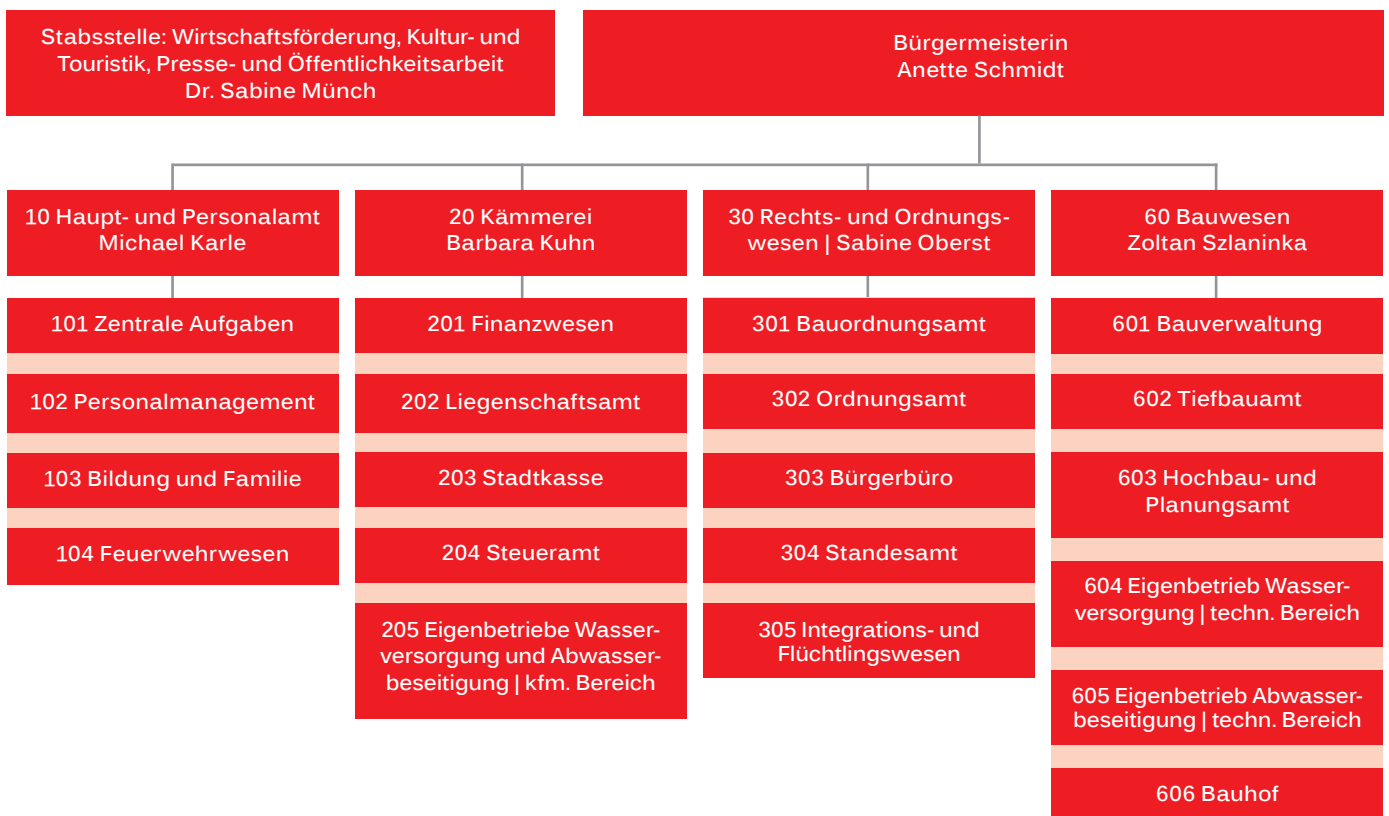 Stabsstelle: Wirtschaftsförderung, Kultur- und
Touristik, Presse- und Öffentlichkeitsarbeit
Dr. Sabine Münch
Bürgermeisterin
Anette Schmidt
10 Haupt- und Personalamt
Michael Karle
101 Zentrale Aufgaben
102 Personalmanagement
103 Bildung und Familie
104 Feuerwehrwesen
20 Kämmerei
Barbara Kuhn
201 Finanzwesen
202 Liegenschaftsamt
203 Stadtkasse
204 Steueramt
205 Eigenbetriebe Wasser-
versorgung und Abwasser-
beseitigung | kfm. Bereich
30 Rechts- und Ordnungs-
wesen | Sabine Oberst
301 Bauordnungsamt
302 Ordnungsamt
303 Bürgerbüro
304 Standesamt
305 Integrations- und
Flüchtlingswesen
60 Bauwesen
Zoltan Szlaninka
601 Bauverwaltung
602 Tiefbauamt
603 Hochbau- und
Planungsamt
604 Eigenbetrieb Wasser-
versorgung | techn. Bereich
605 Eigenbetrieb Abwasser-
beseitigung | techn. Bereich
606 Bauhof